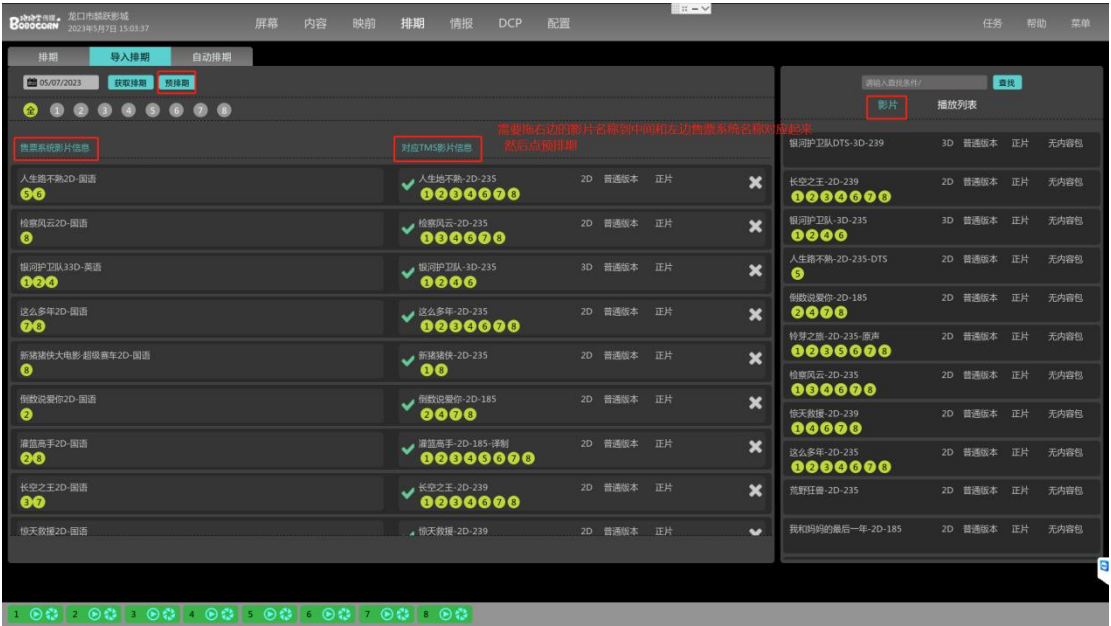 龙口市麟跃影城
BOBOCORN 2023年5月7日 15:03:37
屏幕 内容 映前 排期 情报 DCP 配置 任务 帮助 菜单
排期 导入排期 自动排期
05/07/2023 获取排期 预排期 请输入查找条件/ 查找
全 1 2 3 4 5 6 7 8
影片 播放列表
需要拖右边的影片名称到中间和左边售票系统名称对应起来
然后点预排期
售票系统影片信息 对应TMS影片信息
人生路不熟2D-国语 人生地不熟-2D-235 2D 普通版本 正片
5 6 1 2 3 4 6 7 8
检察风云2D-国语 检察风云-2D-235 2D 普通版本 正片
8 1 3 4 6 7 8
银河护卫队33D-英语 银河护卫队-3D-235 3D 普通版本 正片
1 2 4 1 2 4 6
这么多年2D-国语 这么多年-2D-235 2D 普通版本 正片
7 8 1 2 3 4 6 7 8
新猪猪侠大电影·超级赛车2D-国语 新猪猪侠-2D-235 2D 普通版本 正片
8 1 8
倒数说爱你2D-国语 倒数说爱你-2D-185 2D 普通版本 正片
2 2 4 7 8
灌篮高手2D-国语 灌篮高手-2D-185-译制 2D 普通版本 正片
2 8 1 2 3 4 5 6 7 8
长空之王2D-国语 长空之王-2D-239 2D 普通版本 正片
3 7 1 2 3 4 6 7 8
惊天救援2D-国语 惊天救援-2D-239 2D 普通版本 正片
银河护卫队DTS-3D-239 3D 普通版本 正片 无内容包
长空之王-2D-239 2D 普通版本 正片 无内容包
1 2 3 4 6 7 8
银河护卫队-3D-235 3D 普通版本 正片 无内容包
1 2 4 6
人生路不熟-2D-235-DTS 2D 普通版本 正片 无内容包
5
倒数说爱你-2D-185 2D 普通版本 正片 无内容包
2 4 7 8
铃芽之旅-2D-235-原声 2D 普通版本 正片 无内容包
1 2 3 5 6 7 8
检察风云-2D-235 2D 普通版本 正片 无内容包
1 3 4 6 7 8
惊天救援-2D-239 2D 普通版本 正片 无内容包
1 4 6 7 8
这么多年-2D-235 2D 普通版本 正片 无内容包
1 2 3 4 6 7 8
荒野狂兽-2D-235 2D 普通版本 正片 无内容包
我和妈妈的最后一年-2D-185 2D 普通版本 正片 无内容包
1 2 3 4 5 6 7 8